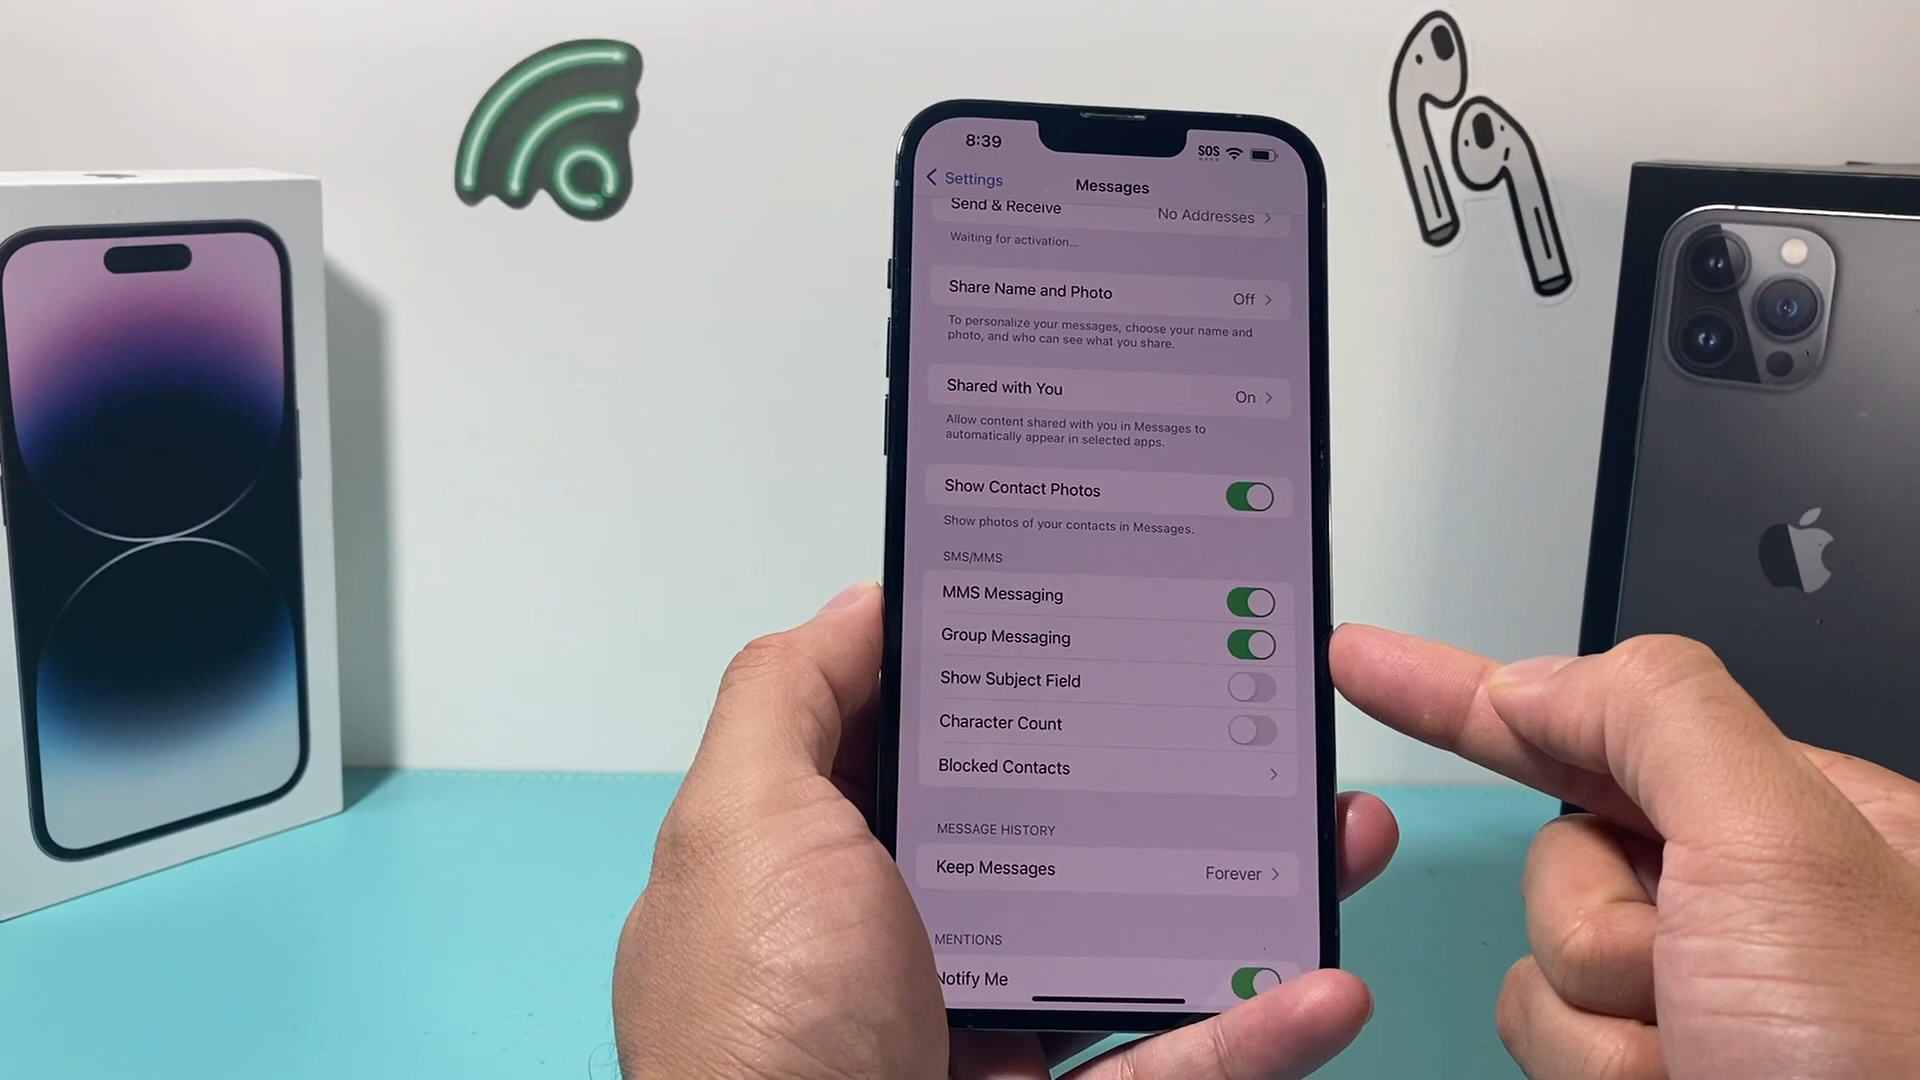 8:39
SOS
Settings
Messages
Send & Receive
No Addresses
Waiting for activation...
Share Name and Photo
Off
To personalize your messages, choose your name and
photo, and who can see what you share.
Shared with You
On
Allow content shared with you in Messages to
automatically appear in selected apps.
Show Contact Photos
Show photos of your contacts in Messages.
SMS/MMS
MMS Messaging
Group Messaging
Show Subject Field
Character Count
Blocked Contacts
MESSAGE HISTORY
Keep Messages
Forever
MENTIONS
Notify Me